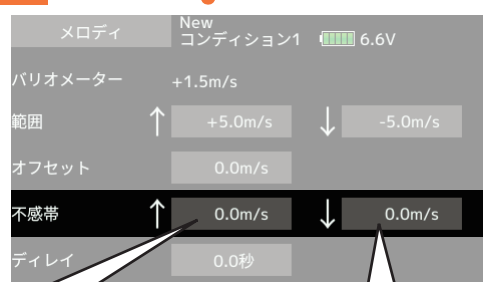 メロディ
New
コンディション1 6.6V
バリオメーター +1.5m/s
範囲 ↑ +5.0m/s ↓ -5.0m/s
オフセット 0.0m/s
不感帯 ↑ 0.0m/s ↓ 0.0m/s
ディレイ 0.0秒